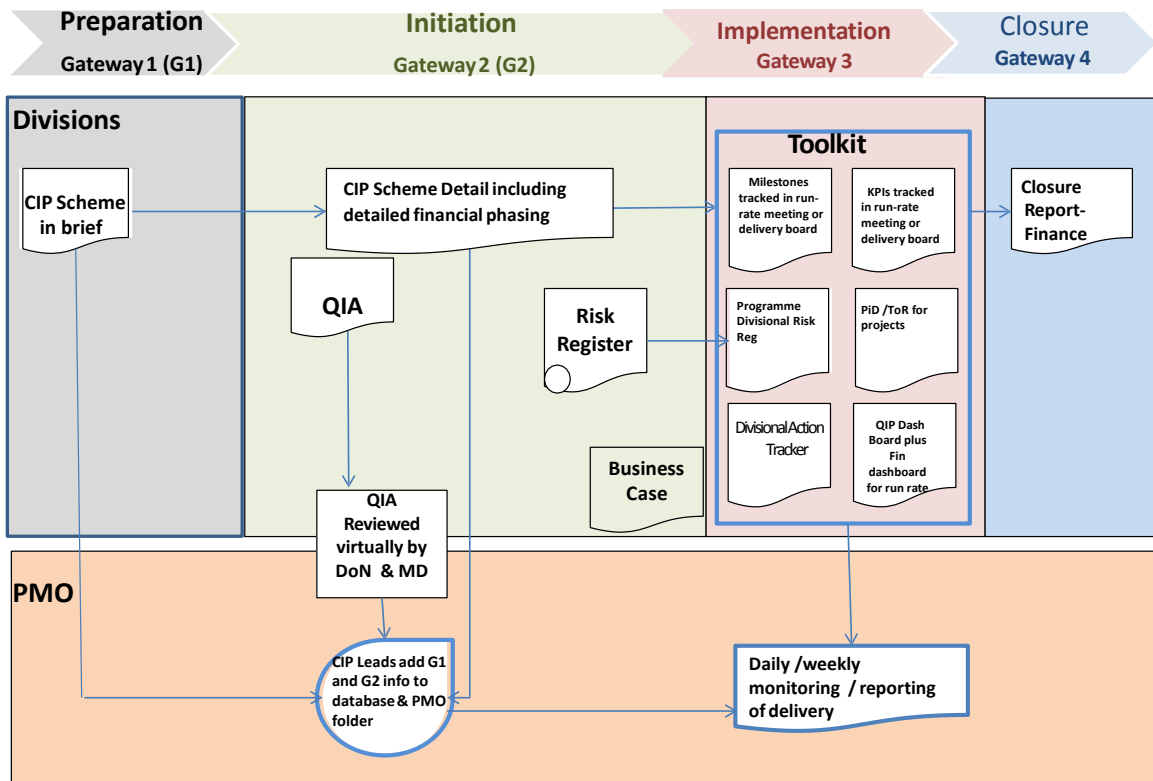 Preparation
Gateway 1 (G1)
Initiation
Gateway 2 (G2)
Implementation
Gateway 3
Closure
Gateway 4
Divisions
CIP Scheme
in brief
CIP Scheme Detail including
detailed financial phasing
QIA
Risk
Register
Business
Case
QIA
Reviewed
virtually by
DoN & MD
Toolkit
Milestones
tracked in run-
rate meeting or
delivery board
KPIs tracked
in run-rate
meeting or
delivery board
Programme
Divisional Risk
Reg
PiD /ToR for
projects
Divisional Action
Tracker
QIP Dash
Board plus
Fin
dashboard
for run rate
Closure
Report-
Finance
PMO
CIP Leads add G1
and G2 info to
database & PMO
folder
Daily /weekly
monitoring / reporting
of delivery